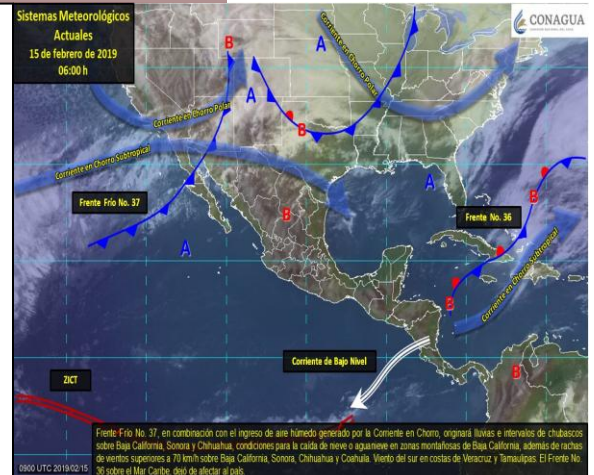 Sistemas Meteorológicos
Actuales
15 de febrero de 2019
06:00 h
CONAGUA
COMISIÓN NACIONAL DEL AGUA
B
A
Corriente en Chorro Polar
B
A
Corriente en Chorro Polar
B
Corriente en Chorro Subtropical
A
Frente Frío No. 37
B
Frente No. 36
B
A
B
Corriente en Chorro Subtropical
Corriente de Bajo Nivel
ZICT
B
Frente Frío No. 37, en combinación con el ingreso de aire húmedo generado por la Corriente en Chorro, originará lluvias e intervalos de chubascos
sobre Baja California, Sonora y Chihuahua, condiciones para la caída de nieve o aguanieve en zonas montañosas de Baja California, además de rachas
de vientos superiores a 70 km/h sobre Baja California, Sonora, Chihuahua y Coahuila. Viento del sur en costas de Veracruz y Tamaulipas. El Frente No.
36 sobre el Mar Caribe, dejó de afectar al país.
0900 UTC 2019/02/15